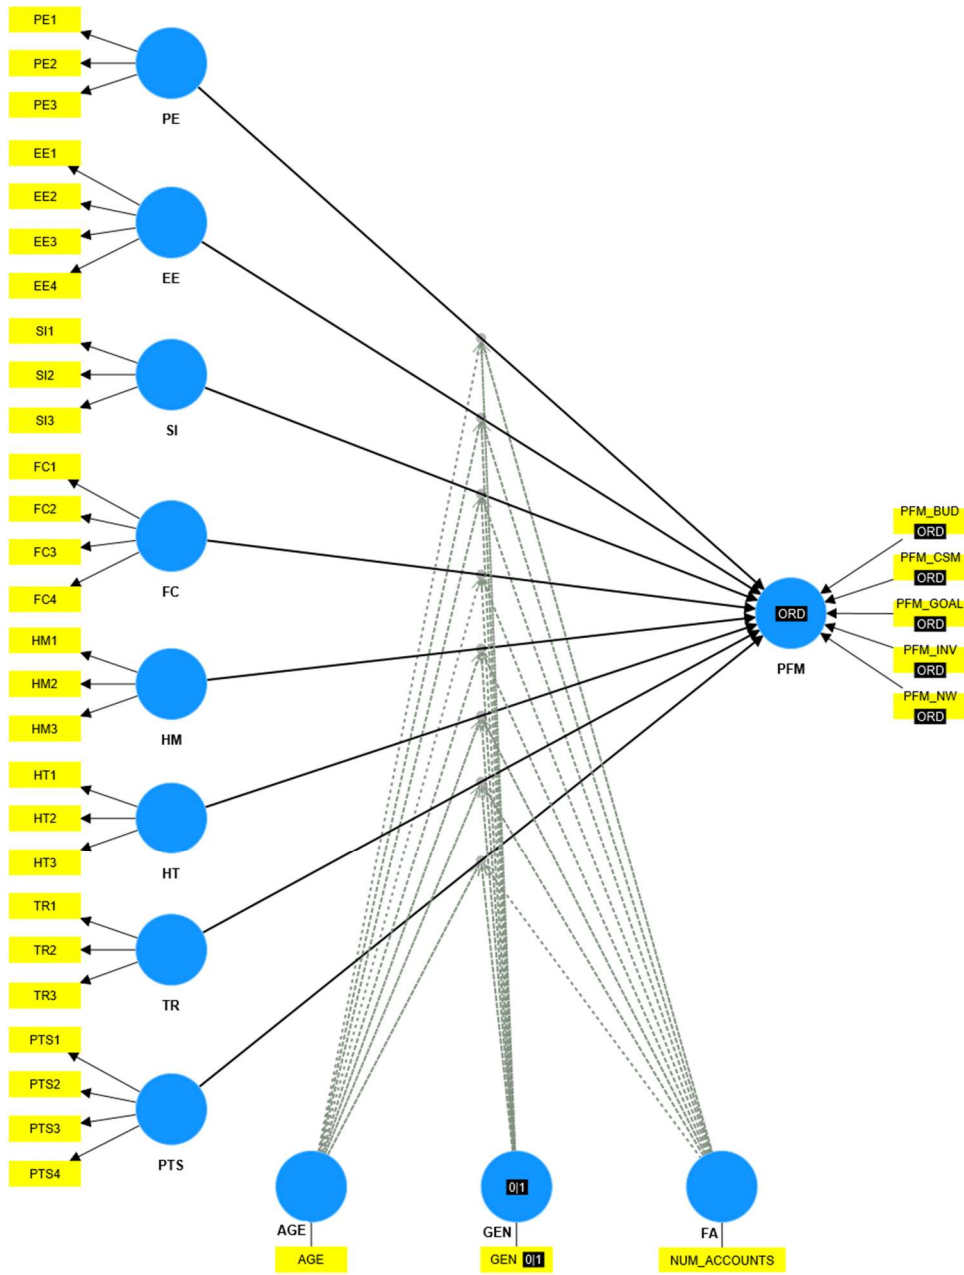 PE1
PE2
PE3
PE
EE1
EE2
EE3
EE4
EE
SI1
SI2
SI3
SI
FC1
FC2
FC3
FC4
FC
HM1
HM2
HM3
HM
HT1
HT2
HT3
HT
TR1
TR2
TR3
TR
PTS1
PTS2
PTS3
PTS4
PTS
ORD
PFM
PFM_BUD
ORD
PFM_CSM
ORD
PFM_GOAL
ORD
PFM_INV
ORD
PFM_NW
ORD
AGE
AGE
0|1
GEN
GEN 0|1
FA
NUM_ACCOUNTS